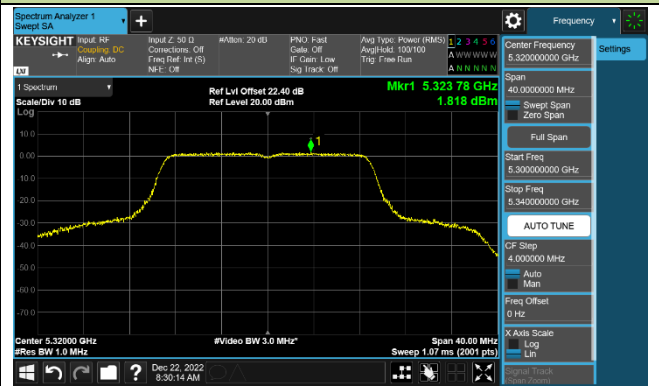 Spectrum Analyzer 1
Swept SA
Frequency
KEYSIGHT
Input: RF
Coupling: DC
Align: Auto
Input Z: 50 Ω
Corrections: Off
Freq Ref: Int (S)
NFE: Off
#Atten: 20 dB
PNO: Fast
Gate: Off
IF Gain: Low
Sig Track: Off
Avg Type: Power (RMS)
Avg|Hold: 100/100
Trig: Free Run
1 2 3 4 5 6
A W W W W W
A N N N N N
LXI
1 Spectrum
Scale/Div 10 dB
Log
Ref Lvl Offset 22.40 dB
Ref Level 20.00 dBm
Mkr1 5.323 78 GHz
1.818 dBm
1
10.0
0.00
-10.0
-20.0
-30.0
-40.0
-50.0
-60.0
-70.0
Center 5.32000 GHz
#Res BW 1.0 MHz
#Video BW 3.0 MHz*
Span 40.00 MHz
Sweep 1.07 ms (2001 pts)
Dec 22, 2022
8:30:14 AM
Center Frequency
5.320000000 GHz
Settings
Span
40.0000000 MHz
Swept Span
Zero Span
Full Span
Start Freq
5.300000000 GHz
Stop Freq
5.340000000 GHz
AUTO TUNE
CF Step
4.000000 MHz
Auto
Man
Freq Offset
0 Hz
X Axis Scale
Log
Lin
Signal Track
(Span Zoom)